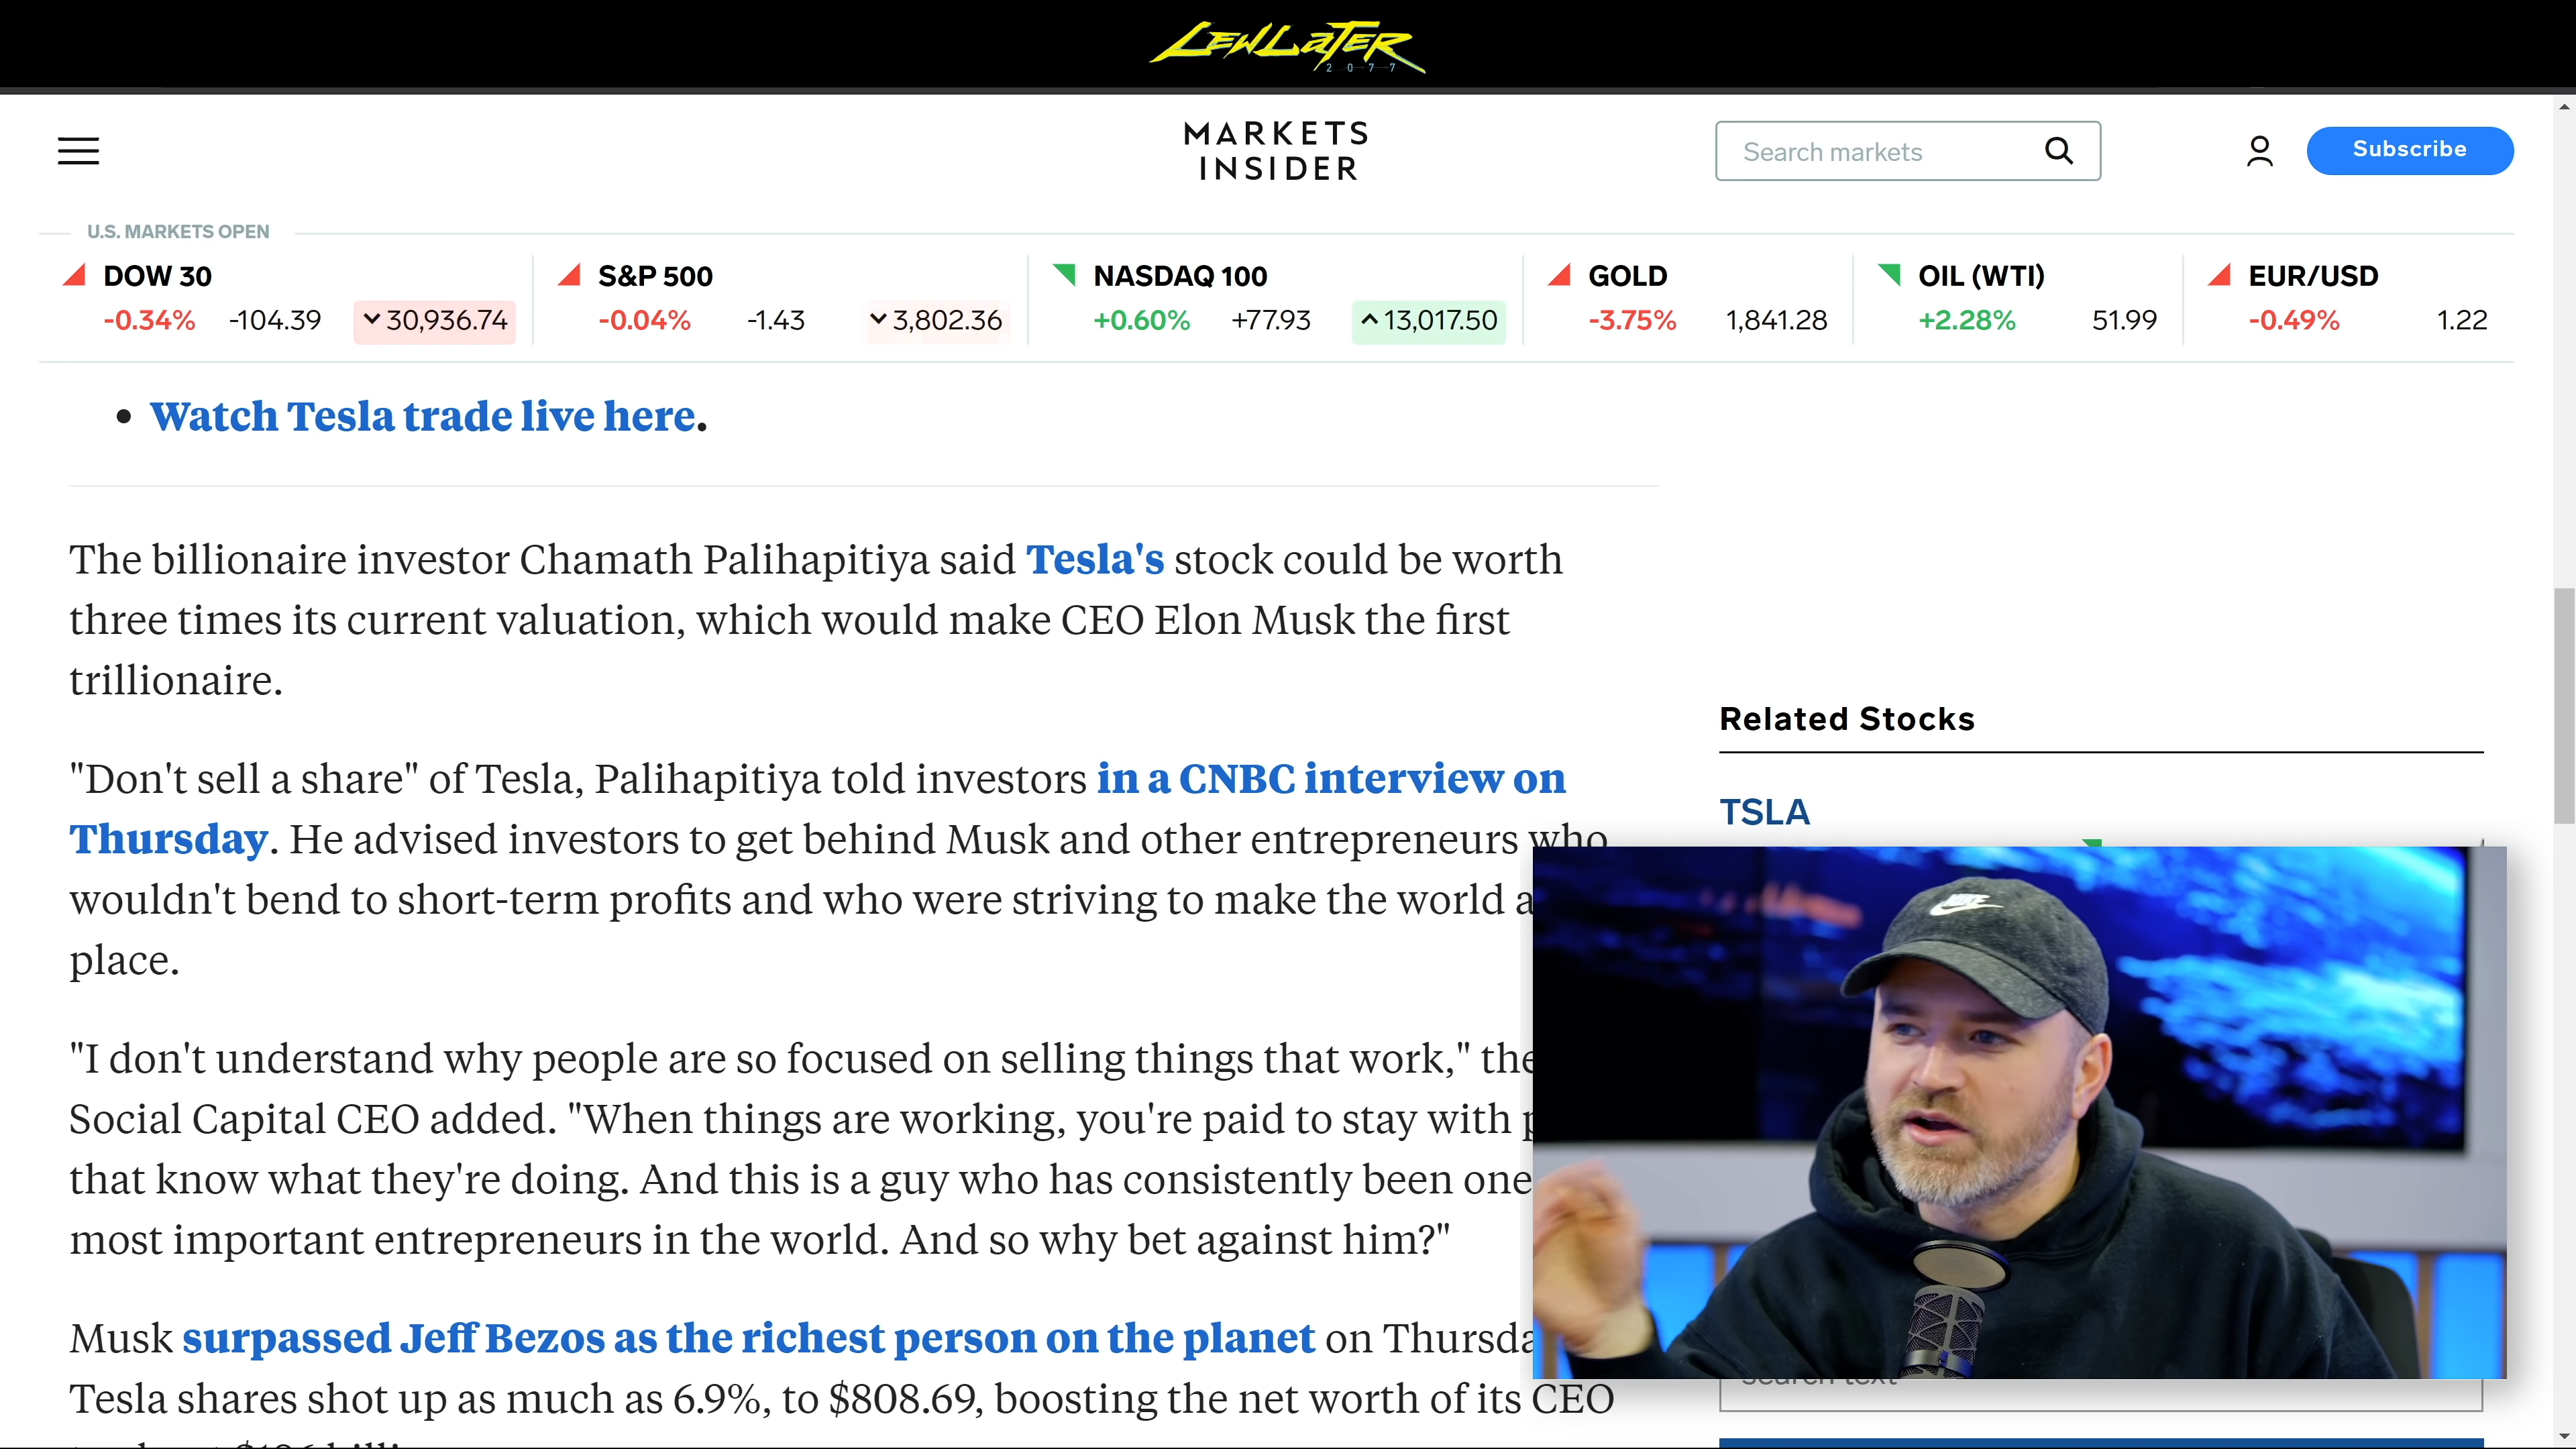 LEWLATER
2077
MARKETS
INSIDER
Search markets
Subscribe
U.S. MARKETS OPEN
DOW 30
-0.34% -104.39 30,936.74
S&P 500
-0.04% -1.43 3,802.36
NASDAQ 100
+0.60% +77.93 13,017.50
GOLD
-3.75% 1,841.28
OIL (WTI)
+2.28% 51.99
EUR/USD
-0.49% 1.22
• Watch Tesla trade live here.
The billionaire investor Chamath Palihapitiya said Tesla's stock could be worth
three times its current valuation, which would make CEO Elon Musk the first
trillionaire.
"Don't sell a share" of Tesla, Palihapitiya told investors in a CNBC interview on
Thursday. He advised investors to get behind Musk and other entrepreneurs who
wouldn't bend to short-term profits and who were striving to make the world a
place.
"I don't understand why people are so focused on selling things that work," the
Social Capital CEO added. "When things are working, you're paid to stay with
that know what they're doing. And this is a guy who has consistently been one
most important entrepreneurs in the world. And so why bet against him?"
Musk surpassed Jeff Bezos as the richest person on the planet on Thursda
Tesla shares shot up as much as 6.9%, to $808.69, boosting the net worth of its CEO
Related Stocks
TSLA
NIKE